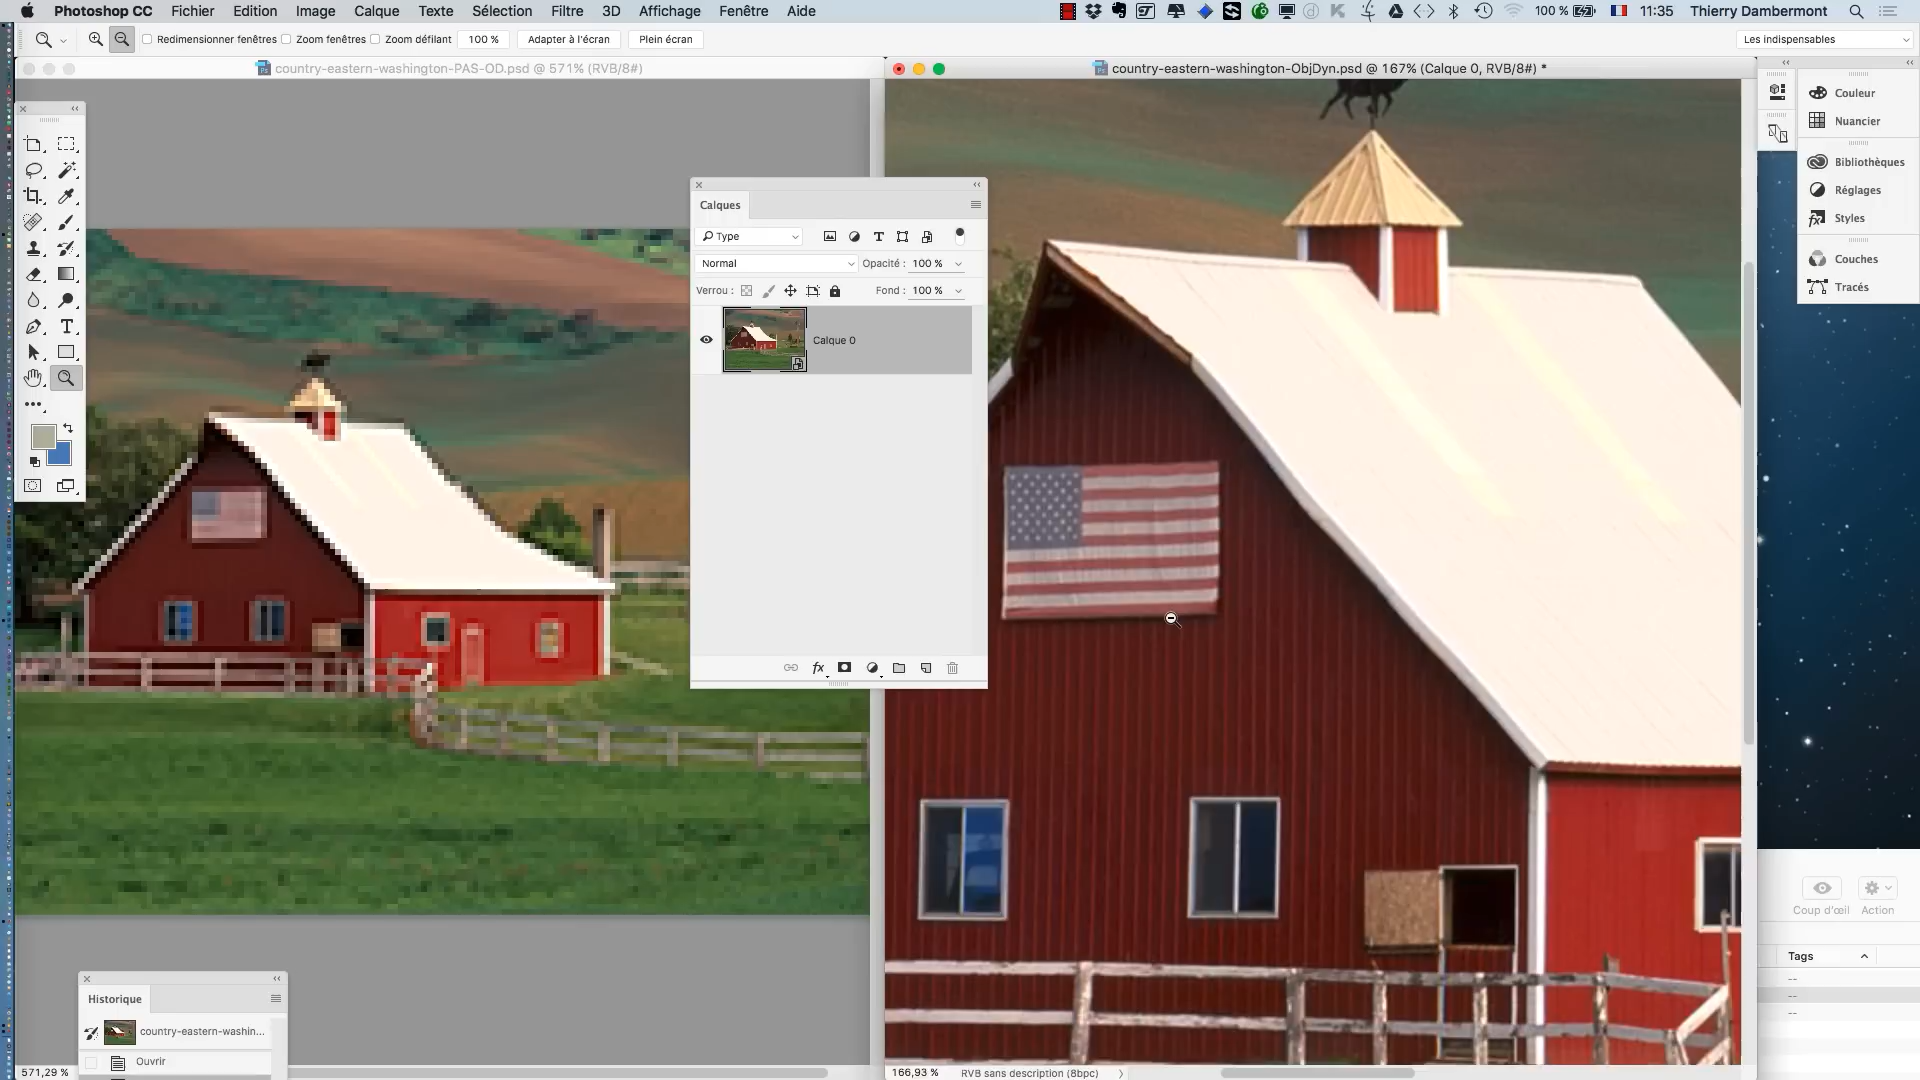 Photoshop CC Fichier Edition Image Calque Texte Sélection Filtre 3D Affichage Fenêtre Aide 100 % 11:35 Thierry Dambermont
Redimensionner fenêtres Zoom fenêtres Zoom défilant 100 % Adapter à l'écran Plein écran Les indispensables
country-eastern-washington-PAS-OD.psd @ 571% (RVB/8#)
country-eastern-washington-ObjDyn.psd @ 167% (Calque 0, RVB/8#) *
Couleur
Nuancier
Bibliothèques
Réglages
Styles
Couches
Tracés
Calques
Type
Normal Opacité : 100 %
Verrou : Fond : 100 %
Calque 0
fx
Coup d'œil Action
Tags
--
--
--
Historique
country-eastern-washin...
Ouvrir
571,29 %
166,93 % RVB sans description (8bpc)